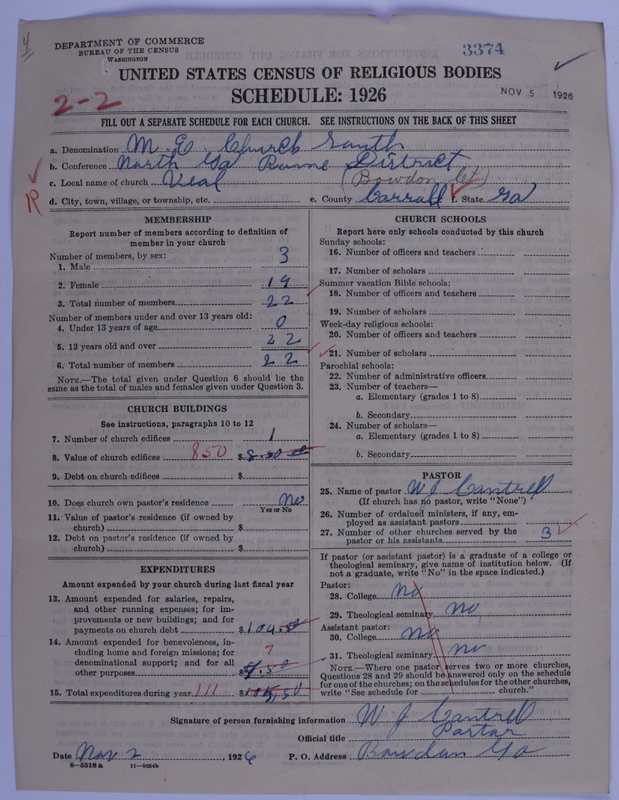 4
DEPARTMENT OF COMMERCE
BUREAU OF THE CENSUS
WASHINGTON
3374
UNITED STATES CENSUS OF RELIGIOUS BODIES
SCHEDULE: 1926
NOV 5 1926
2-2
FILL OUT A SEPARATE SCHEDULE FOR EACH CHURCH. SEE INSTRUCTIONS ON THE BACK OF THIS SHEET
a. Denomination M. E. Church South
b. Conference North Ga Rome District
c. Local name of church Veal (Bowdon Ct)
R
d. City, town, village, or township, etc. e. County Carroll f. State Ga
MEMBERSHIP
Report number of members according to definition of
member in your church
Number of members, by sex:
1. Male 3
2. Female 19
3. Total number of members 22
Number of members under and over 13 years old:
4. Under 13 years of age 0
5. 13 years old and over 22
6. Total number of members 22
NOTE.—The total given under Question 6 should be the
same as the total of males and females given under Question 3.
CHURCH BUILDINGS
See instructions, paragraphs 10 to 12
7. Number of church edifices 1
8. Value of church edifices 850 $ 8.50
9. Debt on church edifices $
10. Does church own pastor's residence No
Yes or No
11. Value of pastor's residence (if owned by
church) $
12. Debt on pastor's residence (if owned by
church) $
EXPENDITURES
Amount expended by your church during last fiscal year
13. Amount expended for salaries, repairs,
and other running expenses; for im-
provements or new buildings; and for
payments on church debt $ 104.50
14. Amount expended for benevolences, in-
cluding home and foreign missions; for 7
denominational support; and for all
other purposes $ .50
15. Total expenditures during year 111 $ .50
CHURCH SCHOOLS
Report here only schools conducted by this church
Sunday schools:
16. Number of officers and teachers
17. Number of scholars
Summer vacation Bible schools:
18. Number of officers and teachers
19. Number of scholars
Week-day religious schools:
20. Number of officers and teachers
21. Number of scholars
Parochial schools:
22. Number of administrative officers
23. Number of teachers—
a. Elementary (grades 1 to 8)
b. Secondary
24. Number of scholars—
a. Elementary (grades 1 to 8)
b. Secondary
PASTOR
25. Name of pastor W J Cantrell
(If church has no pastor, write "None")
26. Number of ordained ministers, if any, em-
ployed as assistant pastors
27. Number of other churches served by the
pastor or his assistants 3
If pastor (or assistant pastor) is a graduate of a college or
theological seminary, give name of institution below. (If
not a graduate, write "No" in the space indicated.)
Pastor:
28. College No
29. Theological seminary No
Assistant pastor:
30. College No
31. Theological seminary No
NOTE.—Where one pastor serves two or more churches,
Questions 28 and 29 should be answered only on the schedule
for one of the churches; on the schedules for the other churches,
write "See schedule for church."
Signature of person furnishing information W J Cantrell
Official title Pastor
Date Nov 2, 1926 P. O. Address Bowdon Ga
8—5518 a 11—9564b